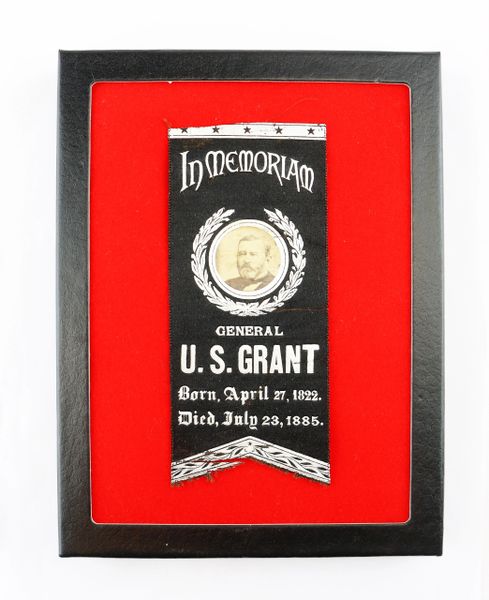 In MEMORIAM
GENERAL
U. S. GRANT
Born, April 27, 1822.
Died, July 23, 1885.